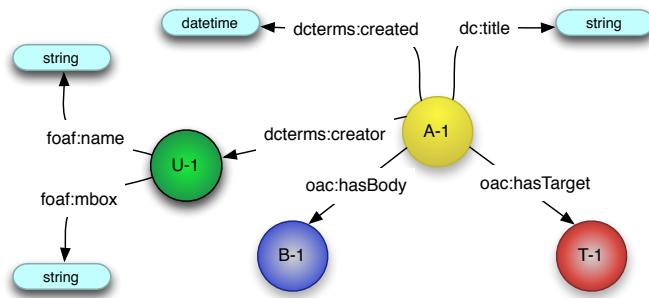 datetime
dcterms:created
dc:title
string
string
foaf:name
dcterms:creator
A-1
U-1
foaf:mbox
oac:hasBody
oac:hasTarget
string
B-1
T-1